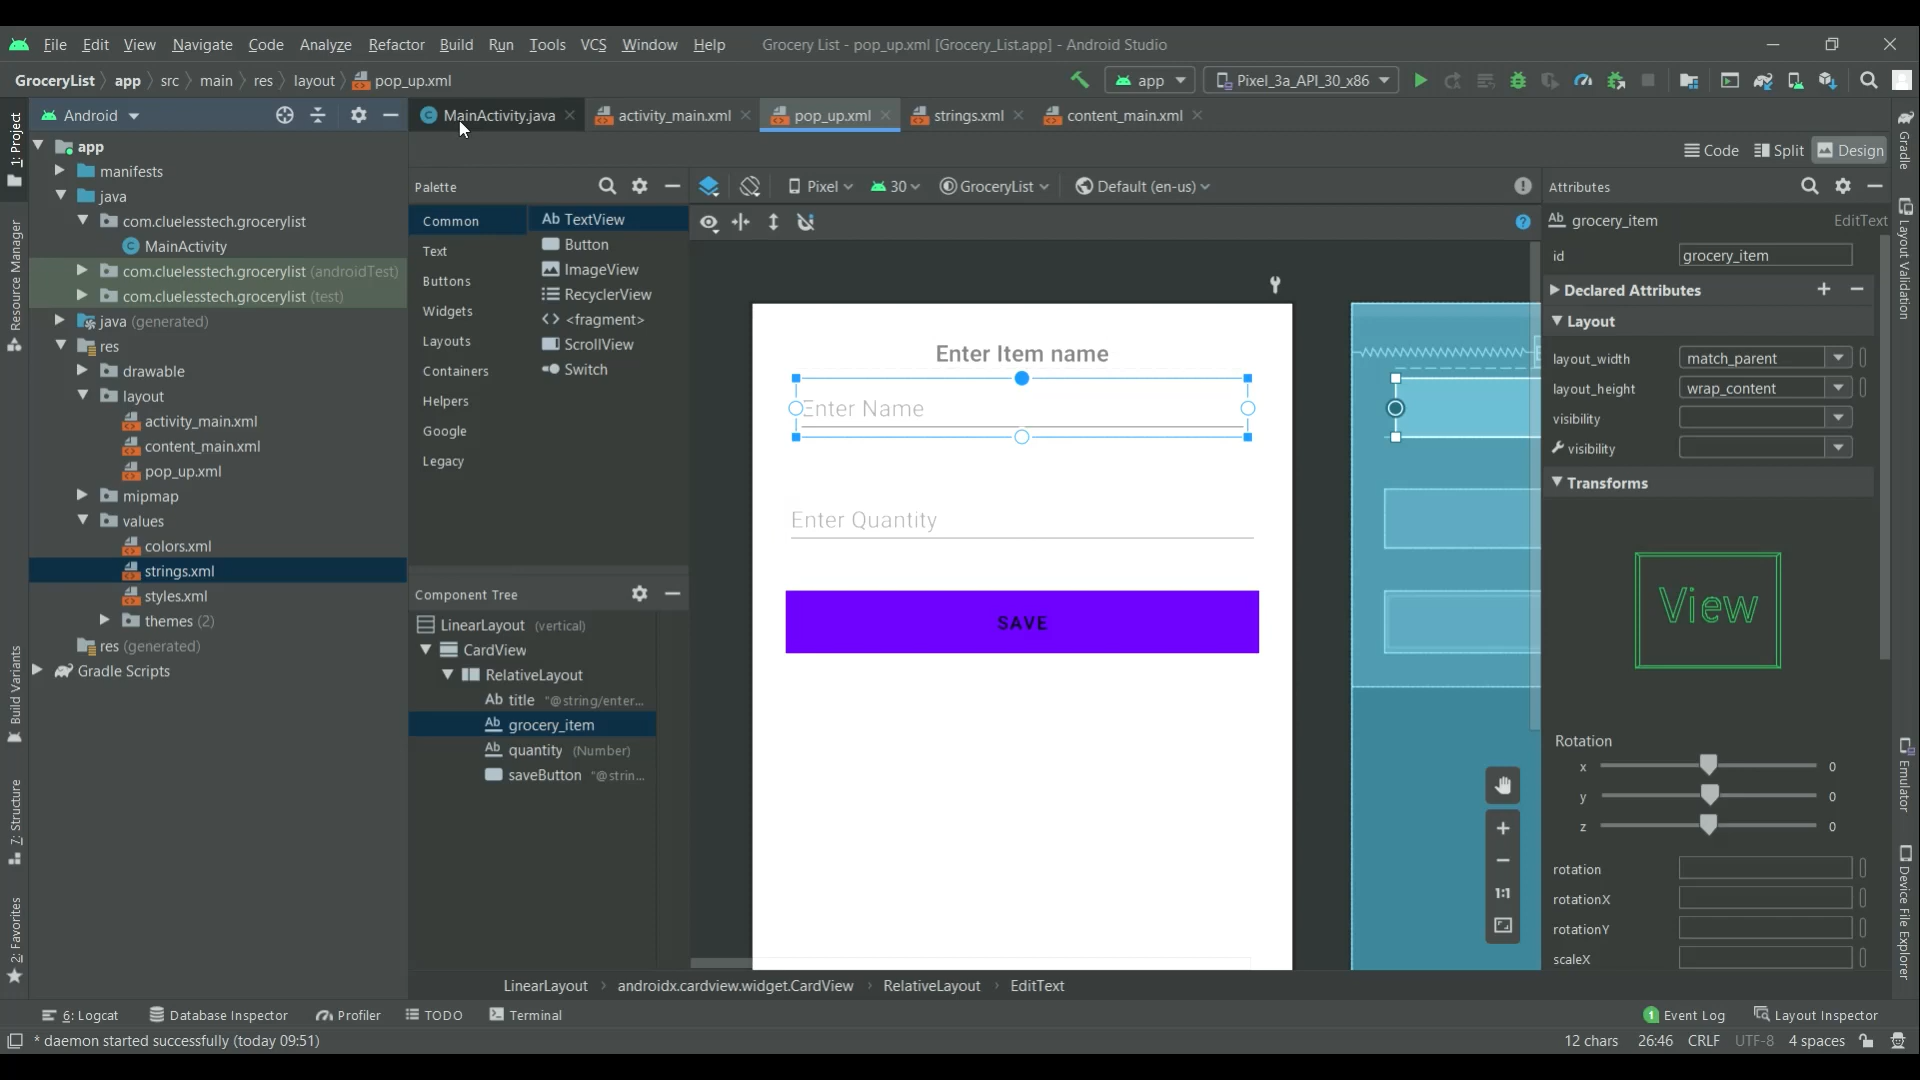 File Edit View Navigate Code Analyze Refactor Build Run Tools VCS Window Help Grocery List - pop_up.xml [Grocery_List.app] - Android Studio
GroceryList app src main res layout pop_up.xml app Pixel_3a_API_30_x86
Android MainActivity.java activity_main.xml pop_up.xml strings.xml content_main.xml
Code Split Design
1: Project
Resource Manager
Build Variants
7: Structure
2: Favorites
app
manifests
java
com.cluelesstech.grocerylist
MainActivity
com.cluelesstech.grocerylist (androidTest)
com.cluelesstech.grocerylist (test)
java (generated)
res
drawable
layout
activity_main.xml
content_main.xml
pop_up.xml
mipmap
values
colors.xml
strings.xml
styles.xml
themes (2)
res (generated)
Gradle Scripts
Palette
Common
Text
Buttons
Widgets
Layouts
Containers
Helpers
Google
Legacy
Ab TextView
Button
ImageView
RecyclerView
<fragment>
ScrollView
Switch
Component Tree
LinearLayout (vertical)
CardView
RelativeLayout
Ab title "@string/enter...
Ab grocery_item
Ab quantity (Number)
saveButton "@strin...
Pixel 30 GroceryList Default (en-us)
Enter Item name
Enter Name
Enter Quantity
SAVE
1:1
Attributes
Ab grocery_item EditText
id grocery_item
Declared Attributes
Layout
layout_width match_parent
layout_height wrap_content
visibility
visibility
Transforms
View
Rotation
x 0
y 0
z 0
rotation
rotationX
rotationY
scaleX
Gradle
Layout Validation
Emulator
Device File Explorer
LinearLayout androidx.cardview.widget.CardView RelativeLayout EditText
6: Logcat Database Inspector Profiler TODO Terminal 1 Event Log Layout Inspector
* daemon started successfully (today 09:51) 12 chars 26:46 CRLF UTF-8 4 spaces